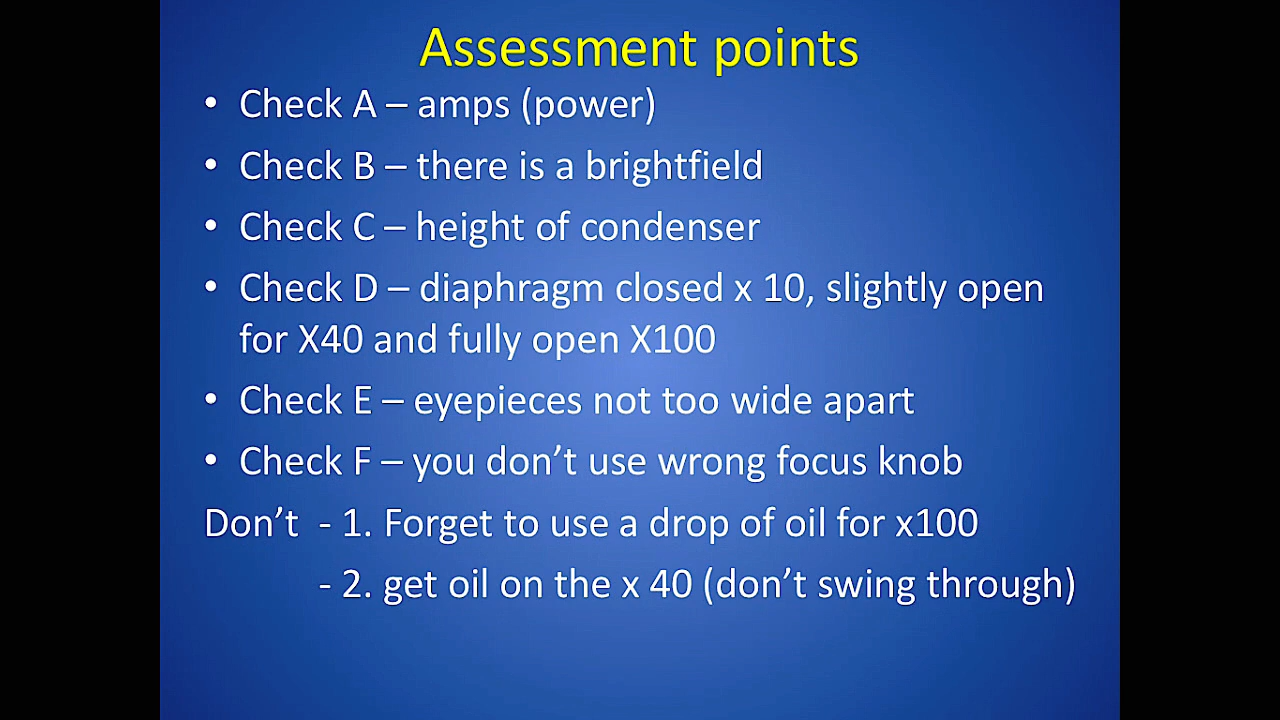 Assessment points
• Check A – amps (power)
• Check B – there is a brightfield
• Check C – height of condenser
• Check D – diaphragm closed x 10, slightly open
for X40 and fully open X100
• Check E – eyepieces not too wide apart
• Check F – you don’t use wrong focus knob
Don’t - 1. Forget to use a drop of oil for x100
- 2. get oil on the x 40 (don’t swing through)